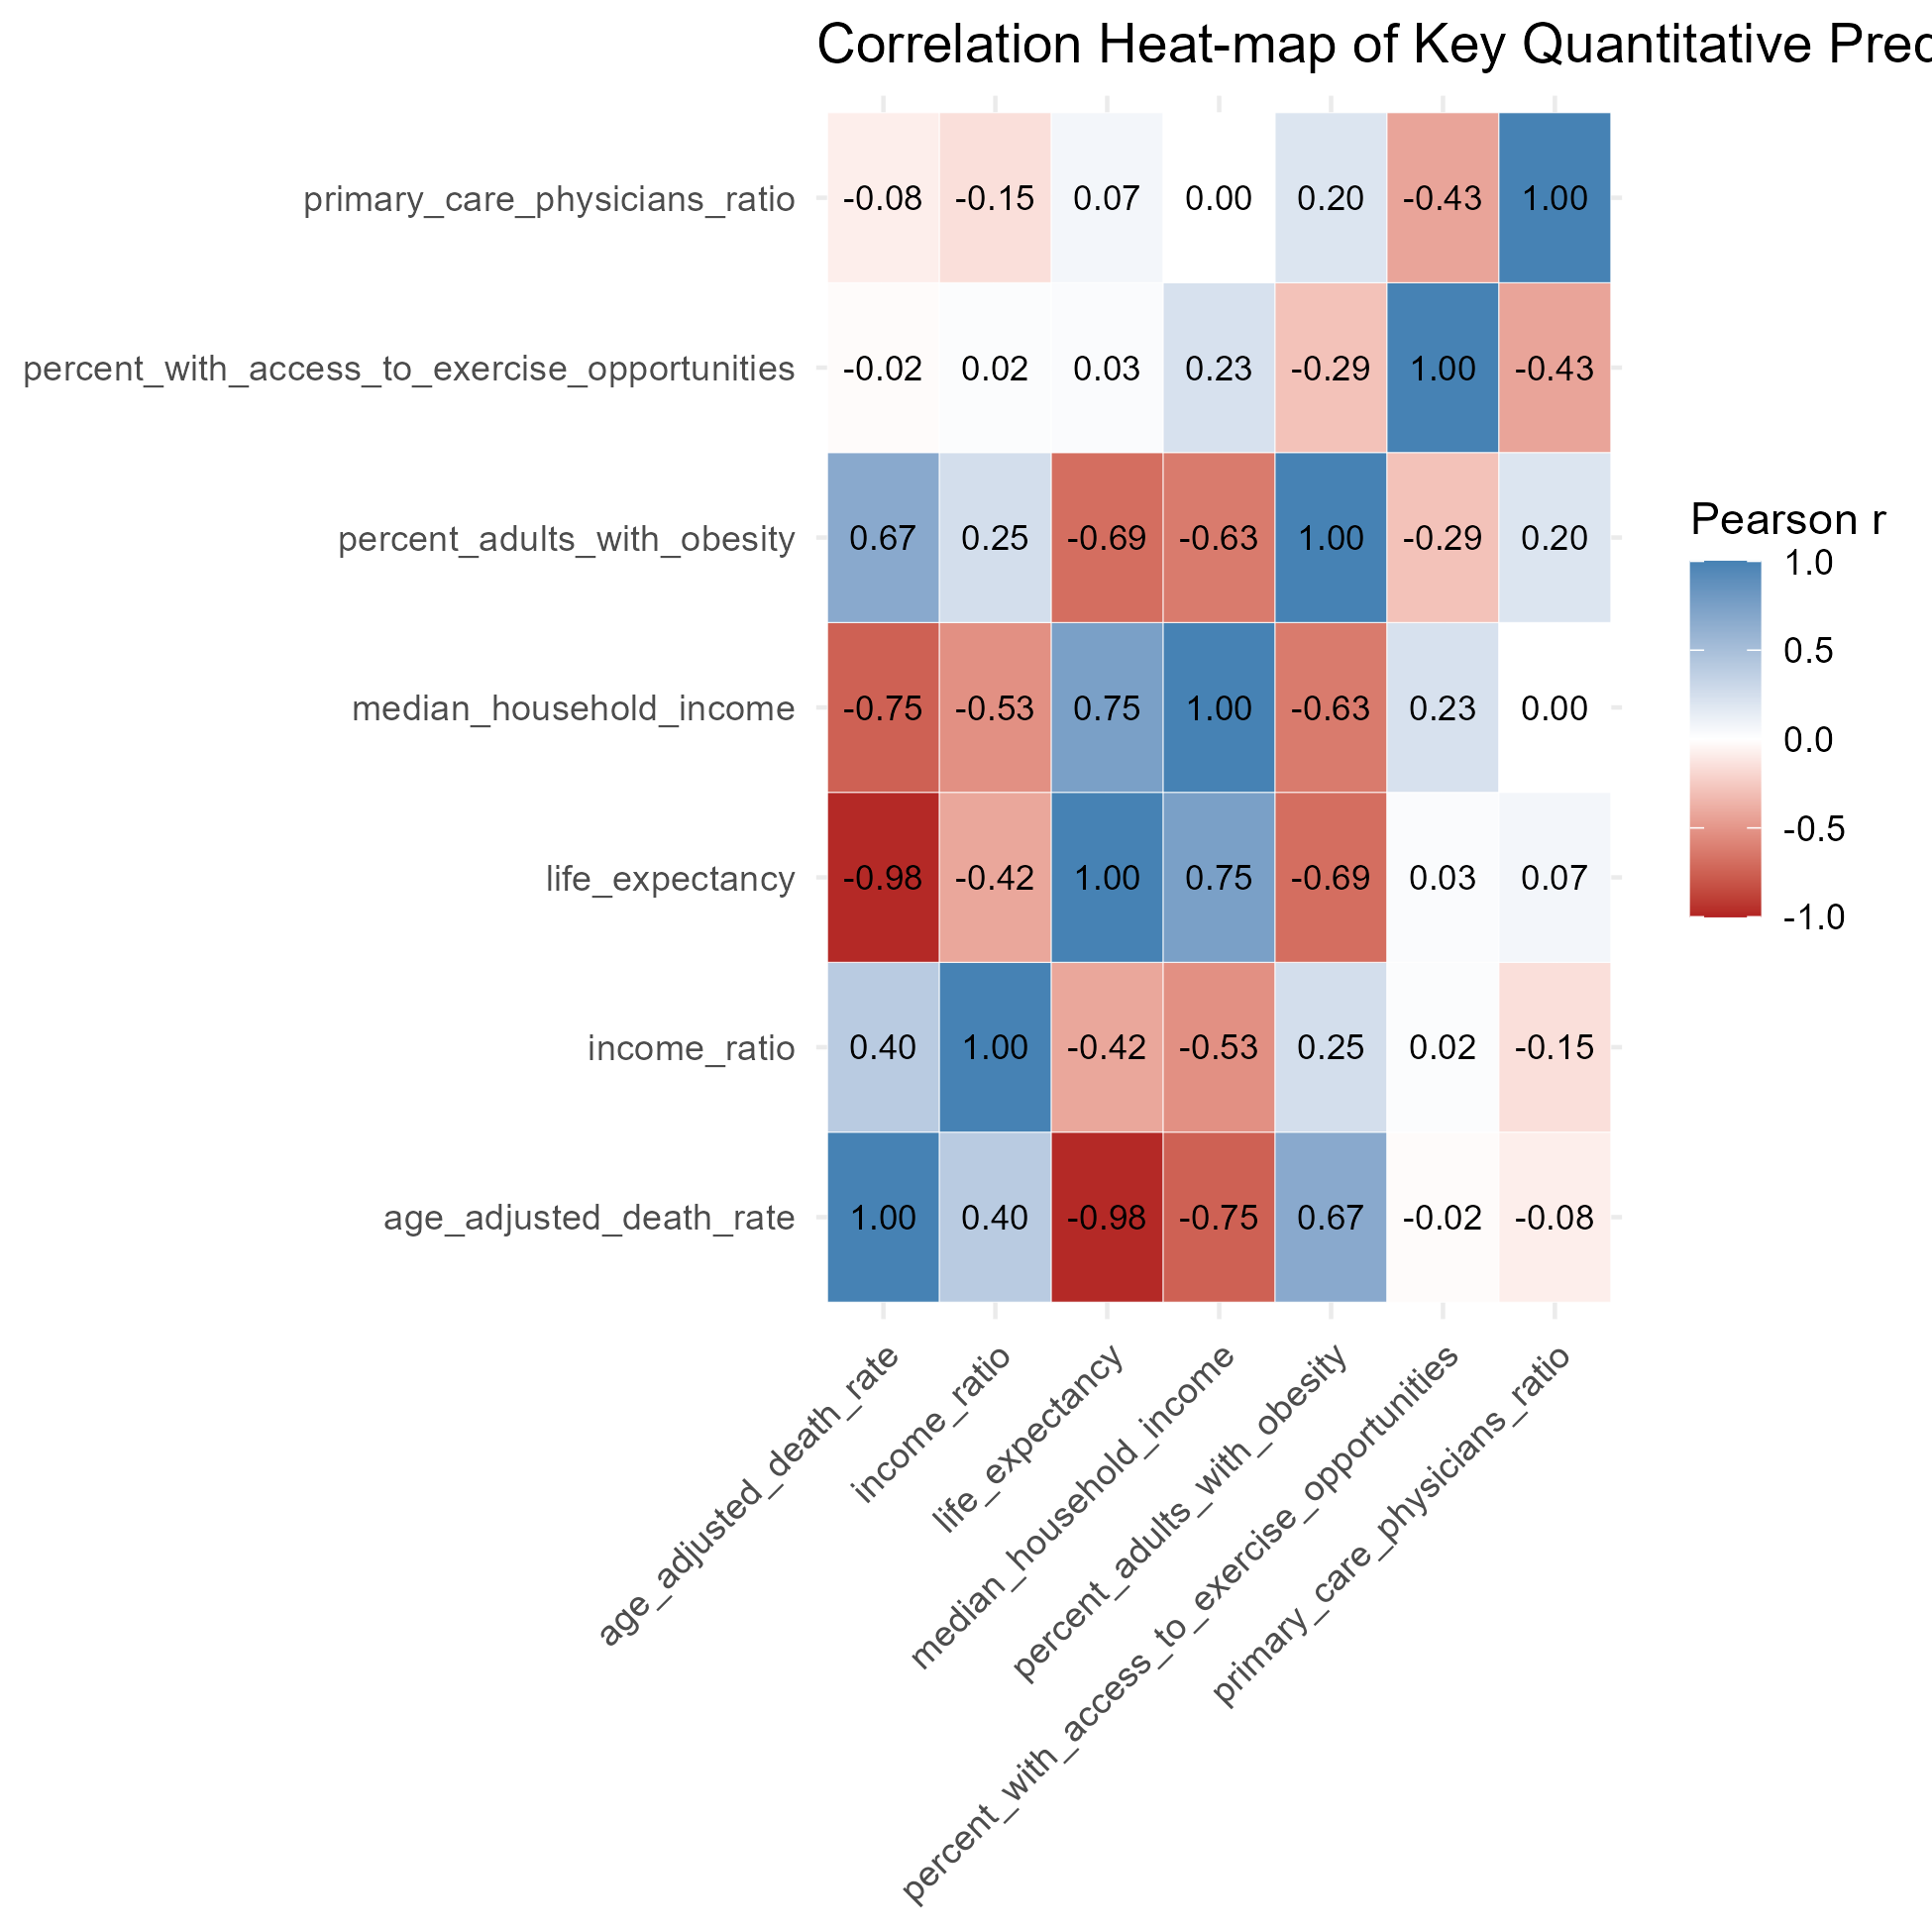 Correlation Heat-map of Key Quantitative Pred
primary_care_physicians_ratio -0.08 -0.15 0.07 0.00 0.20 -0.43 1.00
percent_with_access_to_exercise_opportunities -0.02 0.02 0.03 0.23 -0.29 1.00 -0.43
percent_adults_with_obesity 0.67 0.25 -0.69 -0.63 1.00 -0.29 0.20
median_household_income -0.75 -0.53 0.75 1.00 -0.63 0.23 0.00
life_expectancy -0.98 -0.42 1.00 0.75 -0.69 0.03 0.07
income_ratio 0.40 1.00 -0.42 -0.53 0.25 0.02 -0.15
age_adjusted_death_rate 1.00 0.40 -0.98 -0.75 0.67 -0.02 -0.08
age_adjusted_death_rate
income_ratio
life_expectancy
median_household_income
percent_adults_with_obesity
percent_with_access_to_exercise_opportunities
primary_care_physicians_ratio
Pearson r
1.0
0.5
0.0
-0.5
-1.0